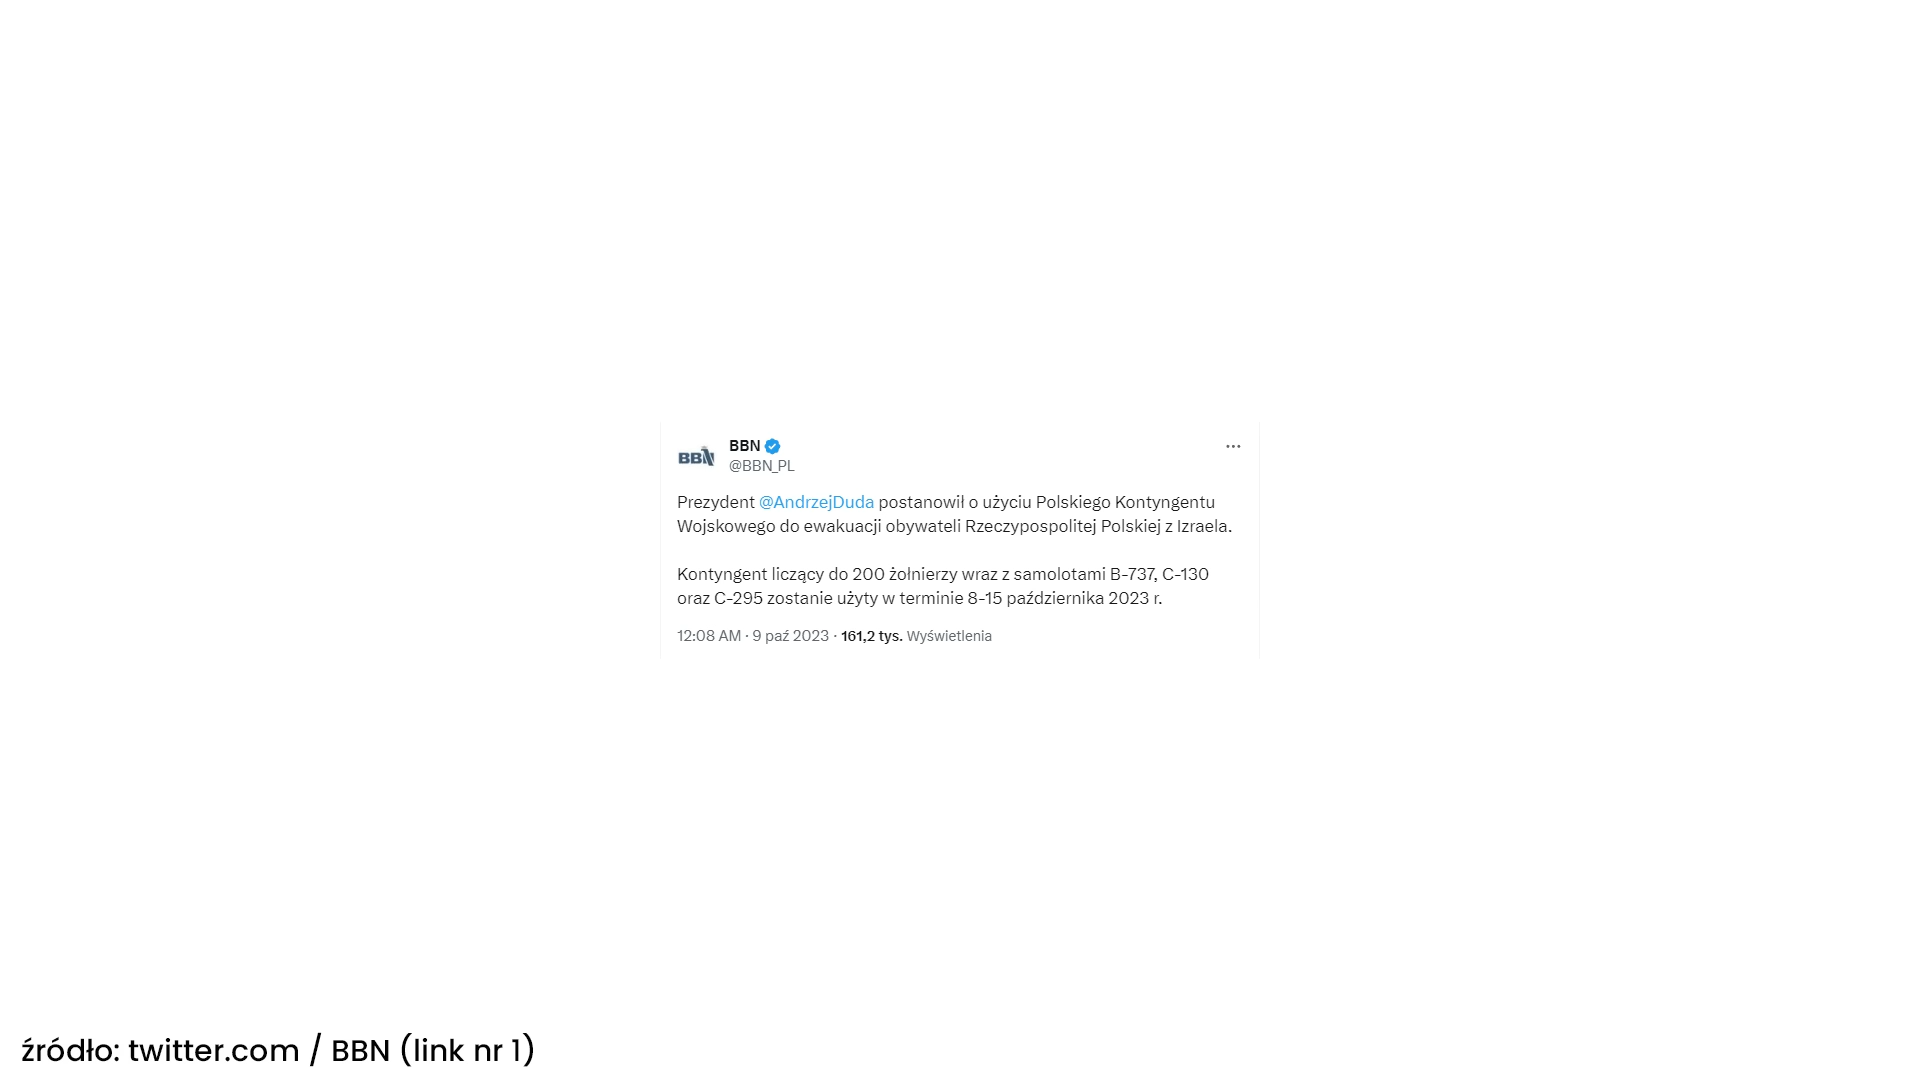 BBN
BBN
@BBN_PL
Prezydent @AndrzejDuda postanowił o użyciu Polskiego Kontyngentu
Wojskowego do ewakuacji obywateli Rzeczypospolitej Polskiej z Izraela.
Kontyngent liczący do 200 żołnierzy wraz z samolotami B-737, C-130
oraz C-295 zostanie użyty w terminie 8-15 października 2023 r.
12:08 AM · 9 paź 2023 · 161,2 tys. Wyświetlenia
źródło: twitter.com / BBN (link nr 1)